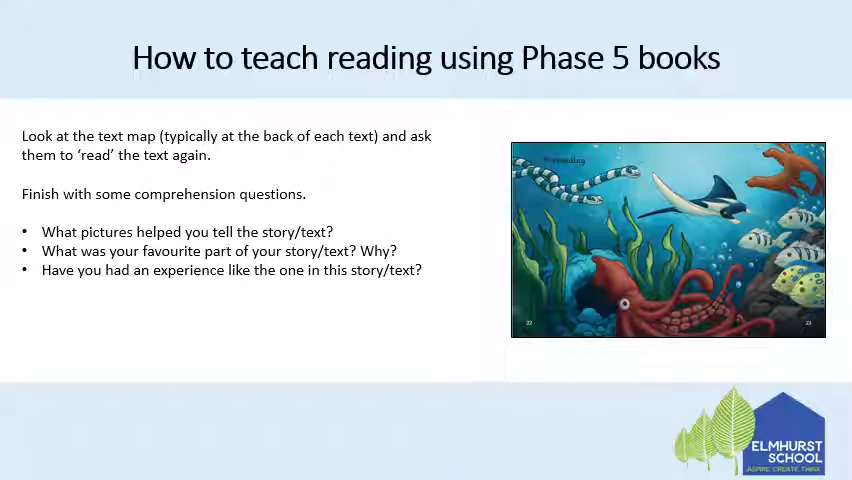 How to teach reading using Phase 5 books
Look at the text map (typically at the back of each text) and ask
them to ‘read’ the text again.
Finish with some comprehension questions.
• What pictures helped you tell the story/text?
• What was your favourite part of your story/text? Why?
• Have you had an experience like the one in this story/text?
22
23
ELMHURST
SCHOOL
ASPIRE CREATE THINK